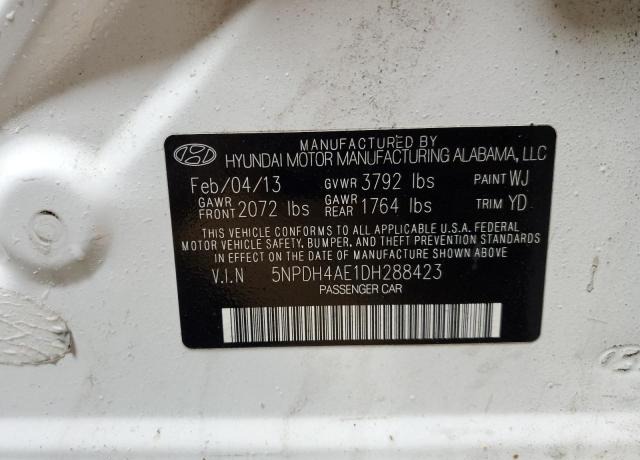 MANUFACTURED BY
HYUNDAI MOTOR MANUFACTURING ALABAMA, LLC
Feb/04/13 GVWR 3792 lbs PAINT WJ
GAWR FRONT 2072 lbs GAWR REAR 1764 lbs TRIM YD
THIS VEHICLE CONFORMS TO ALL APPLICABLE U.S.A. FEDERAL
MOTOR VEHICLE SAFETY, BUMPER, AND THEFT PREVENTION STANDARDS
IN EFFECT ON THE DATE OF MANUFACTURE SHOWN ABOVE
V.I.N 5NPDH4AE1DH288423
PASSENGER CAR